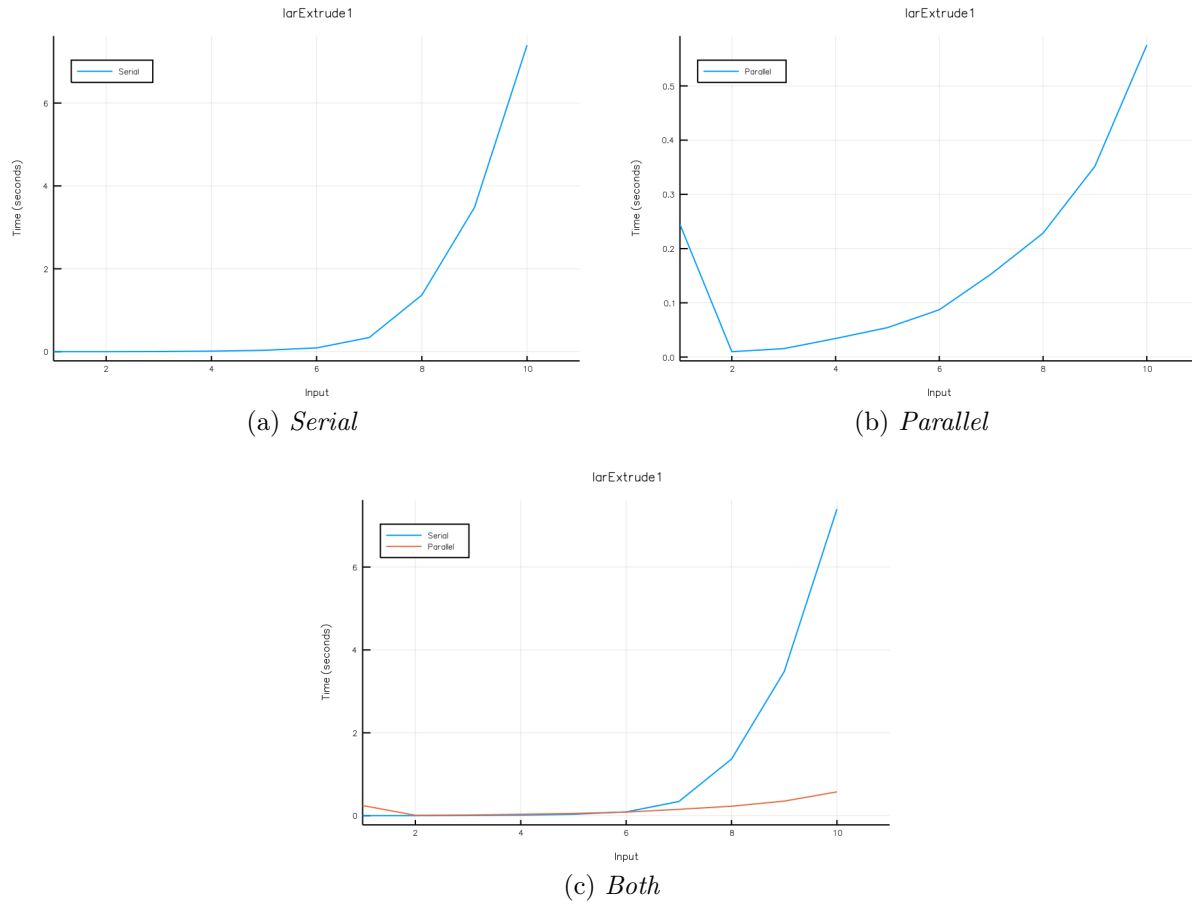 larExtrude1
Serial
6
4
2
0
Time (seconds)
2
4
6
8
10
Input
(a) Serial
larExtrude1
Parallel
0.5
0.4
0.3
0.2
0.1
0.0
Time (seconds)
2
4
6
8
10
Input
(b) Parallel
larExtrude1
Serial
Parallel
6
4
2
0
Time (seconds)
2
4
6
8
10
Input
(c) Both